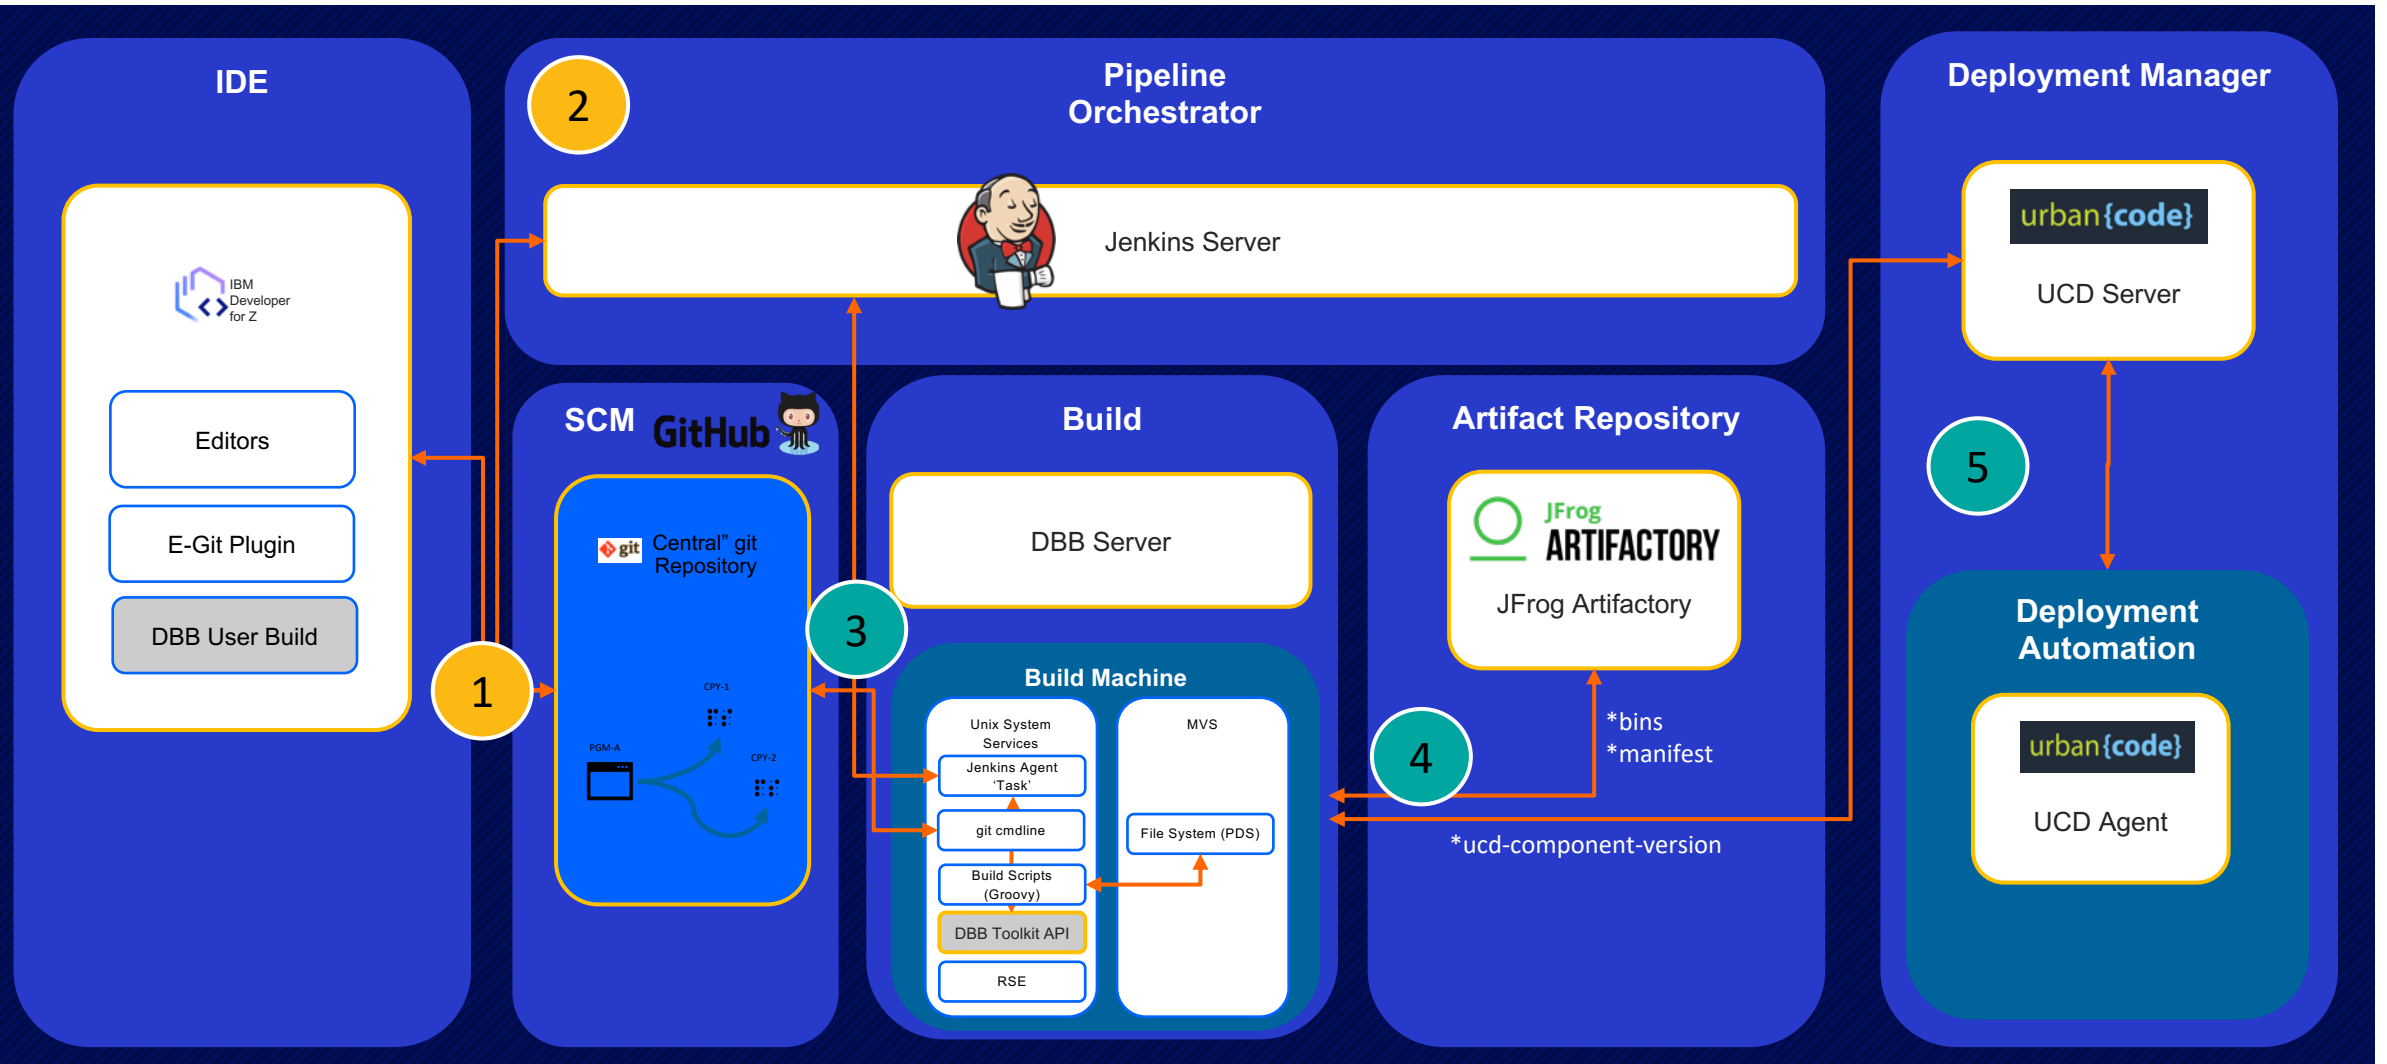 IDE
IBM
Developer
for Z
Editors
E-Git Plugin
DBB User Build
1
2
Pipeline
Orchestrator
Jenkins Server
SCM
GitHub
git
Central” git
Repository
CPY-1
PGM-A
CPY-2
3
Build
DBB Server
Build Machine
Unix System
Services
Jenkins Agent
‘Task’
git cmdline
Build Scripts
(Groovy)
DBB Toolkit API
RSE
MVS
File System (PDS)
Artifact Repository
JFrog
ARTIFACTORY
JFrog Artifactory
4
*bins
*manifest
*ucd-component-version
Deployment Manager
urban{code}
UCD Server
5
Deployment
Automation
urban{code}
UCD Agent